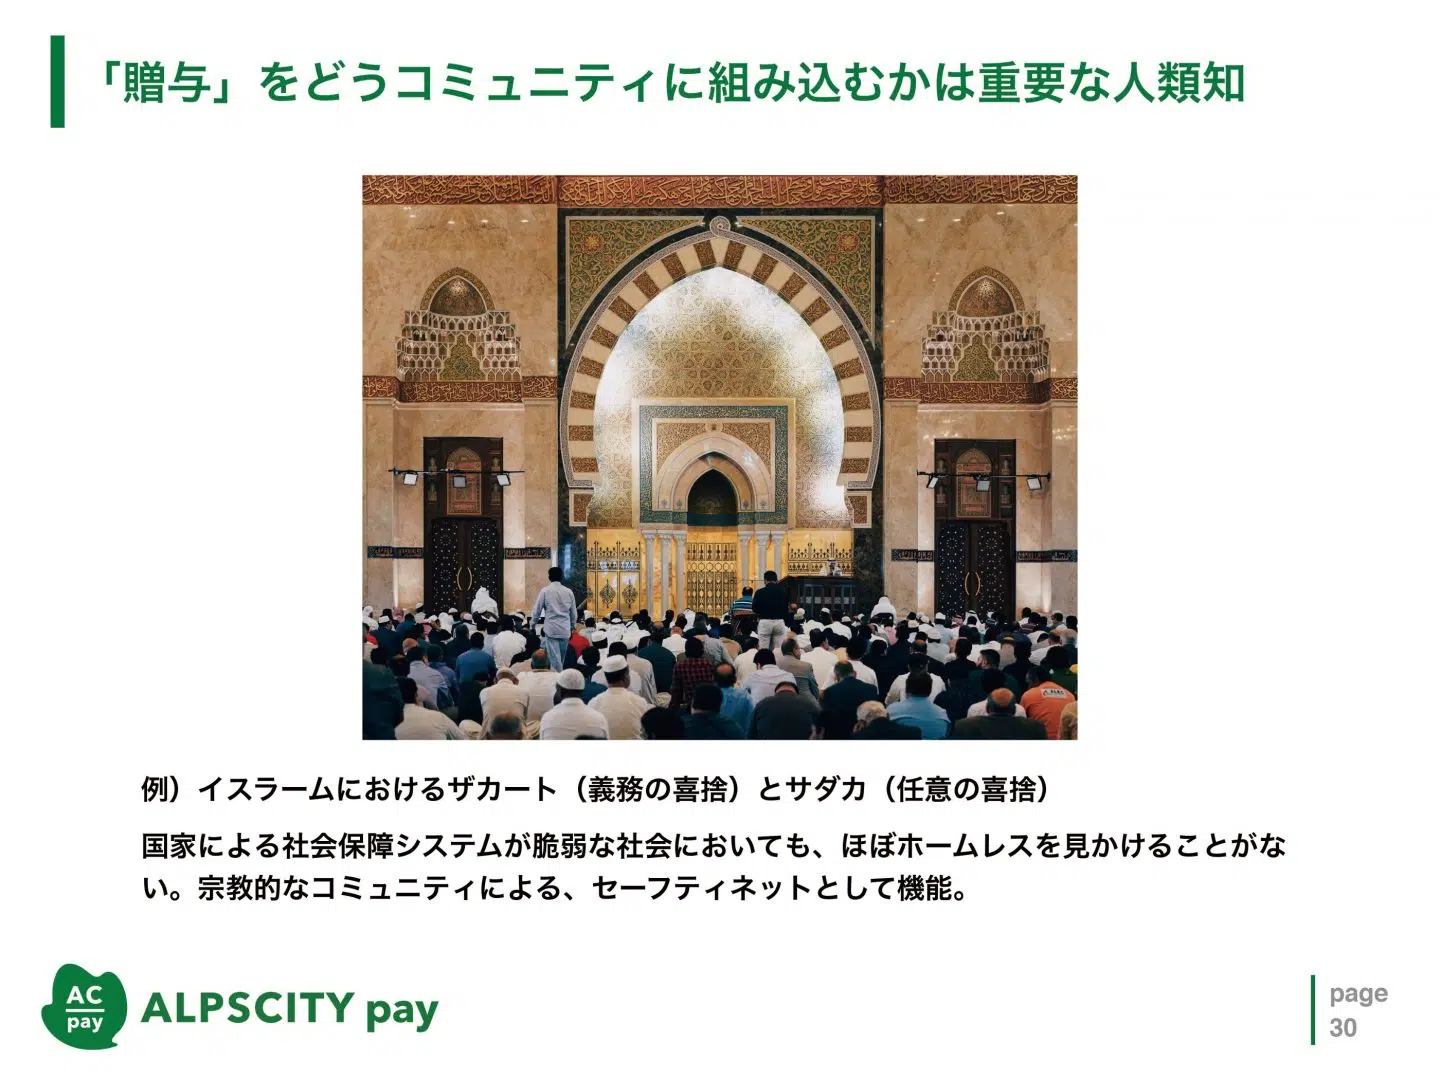 「贈与」をどうコミュニティに組み込むかは重要な人類知
例）イスラームにおけるザカート（義務の喜捨）とサダカ（任意の喜捨）
国家による社会保障システムが脆弱な社会においても、ほぼホームレスを見かけることがな
い。宗教的なコミュニティによる、セーフティネットとして機能。
AC
pay
ALPSCITY pay
page
30